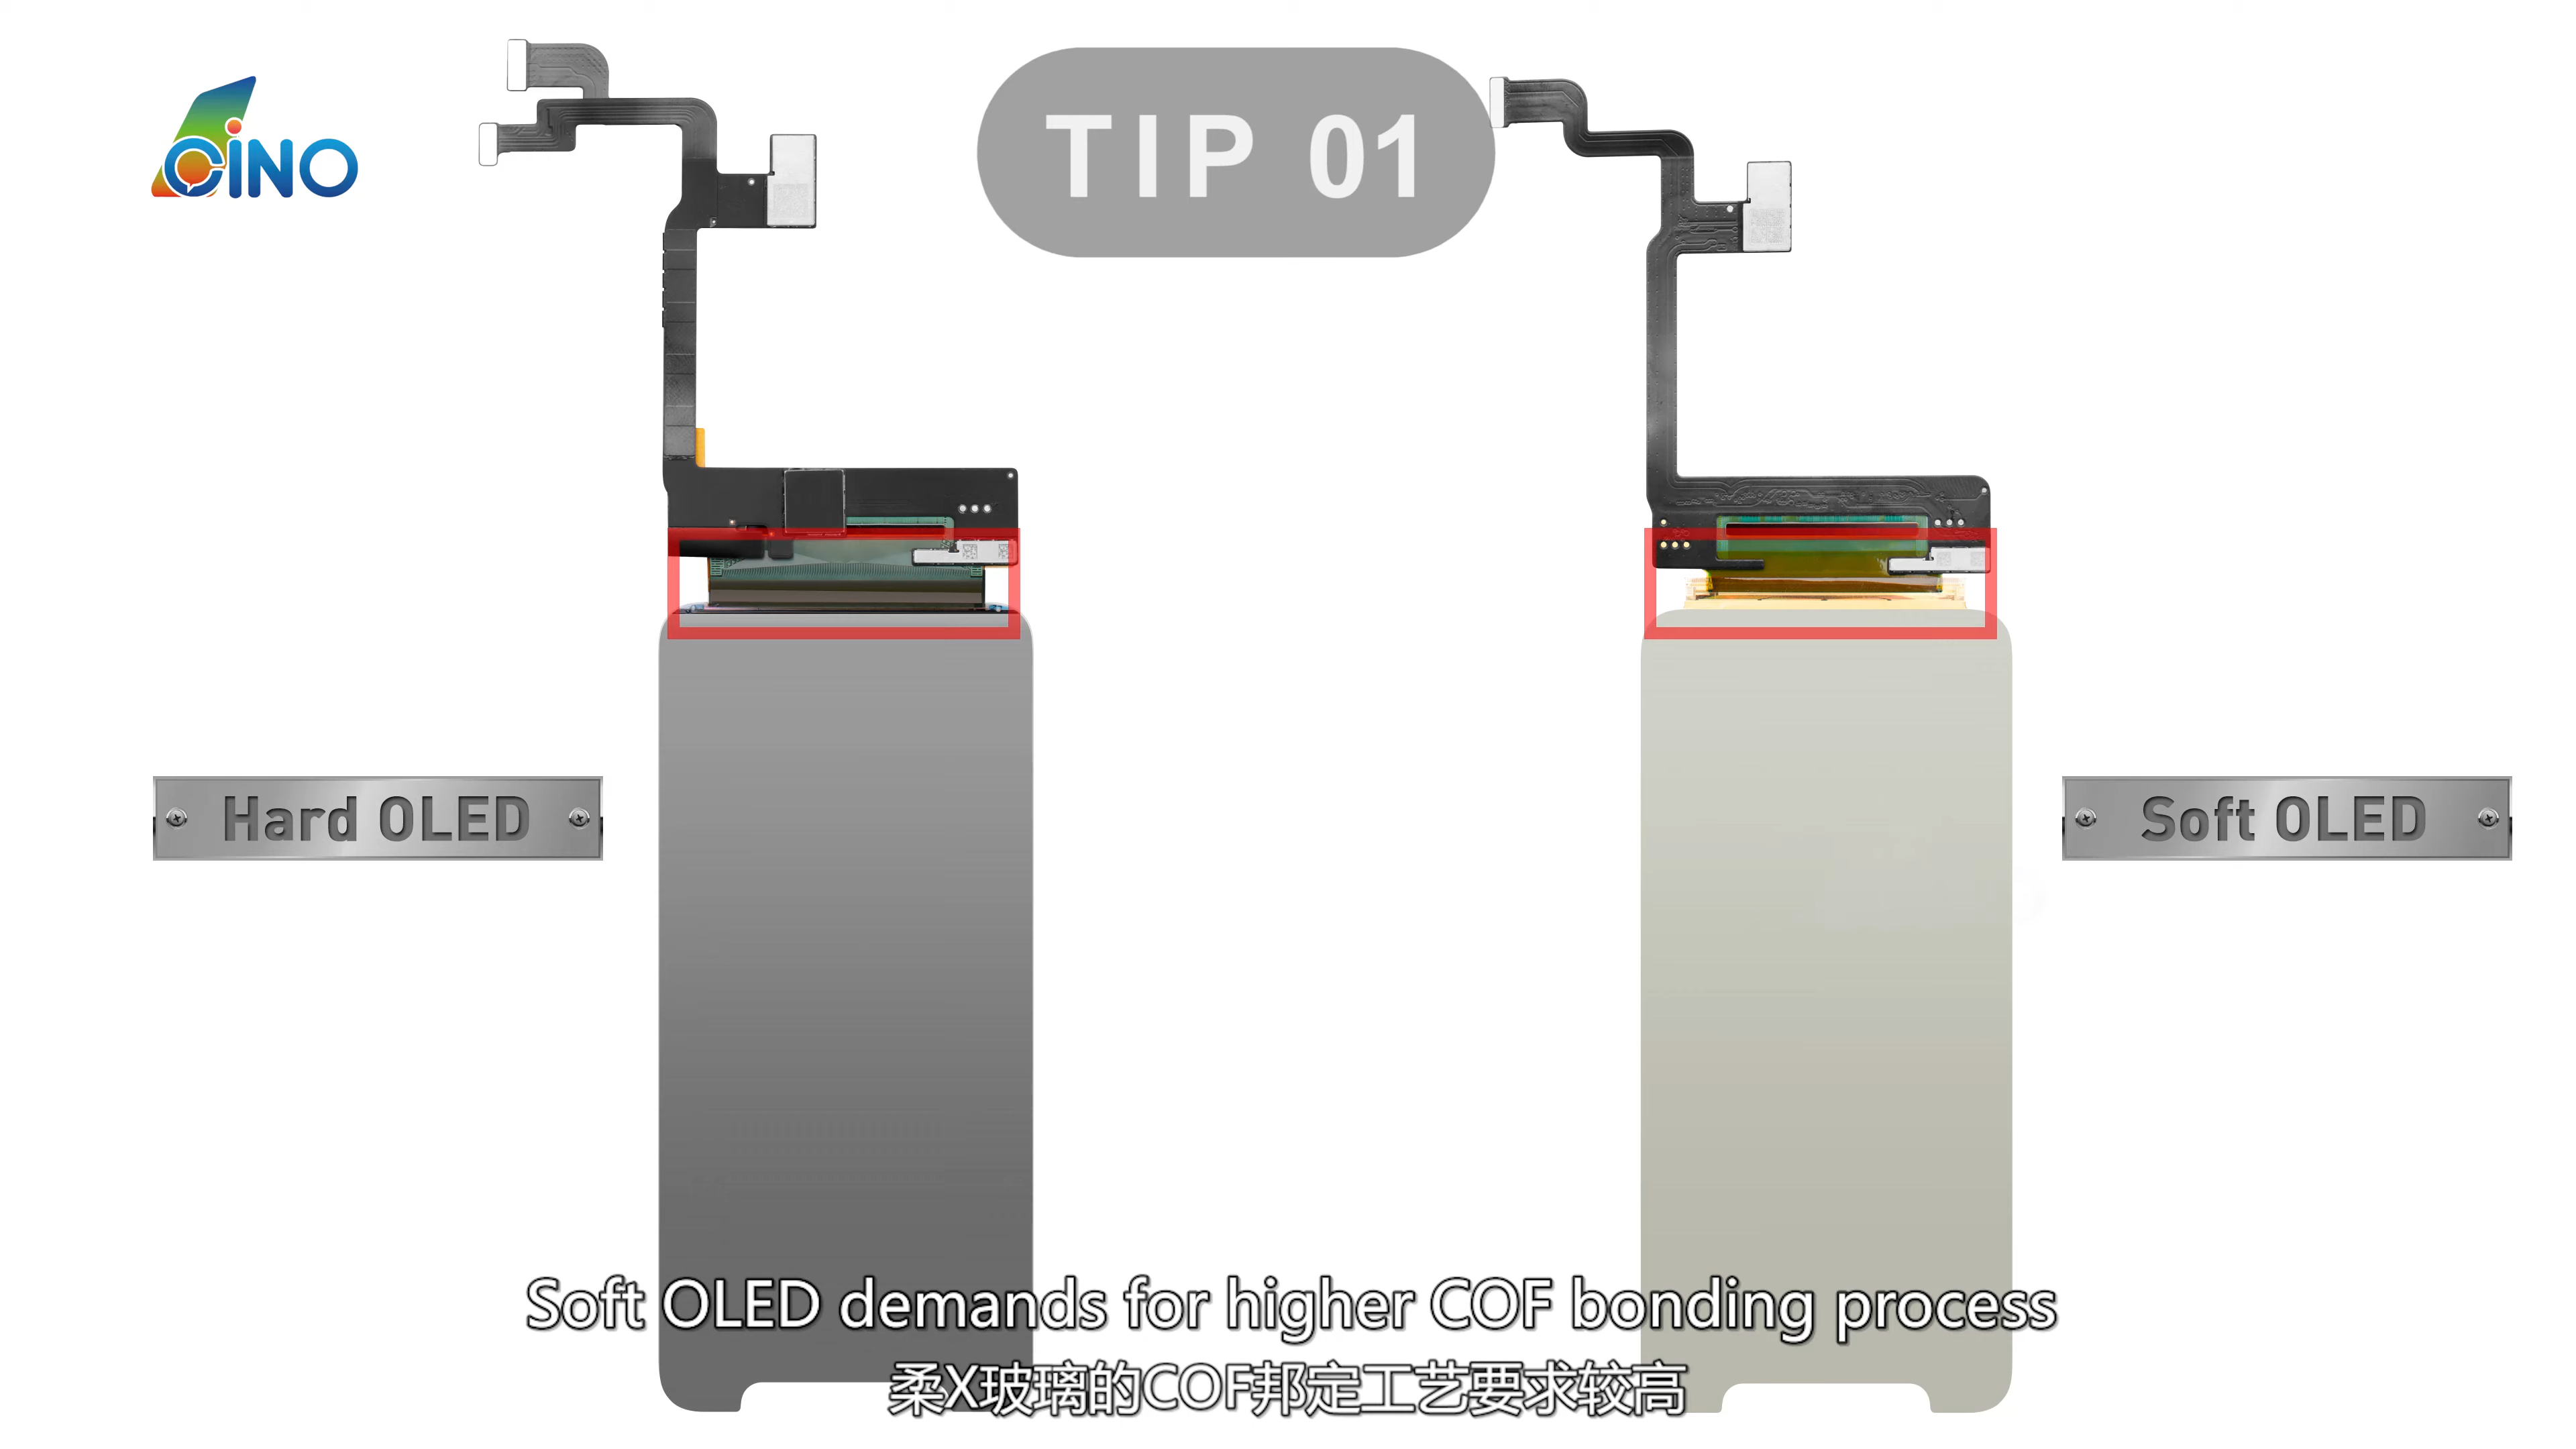 CiNO
TIP 01
Hard OLED
Soft OLED
Soft OLED demands for higher COF bonding process
柔X玻璃的COF邦定工艺要求较高